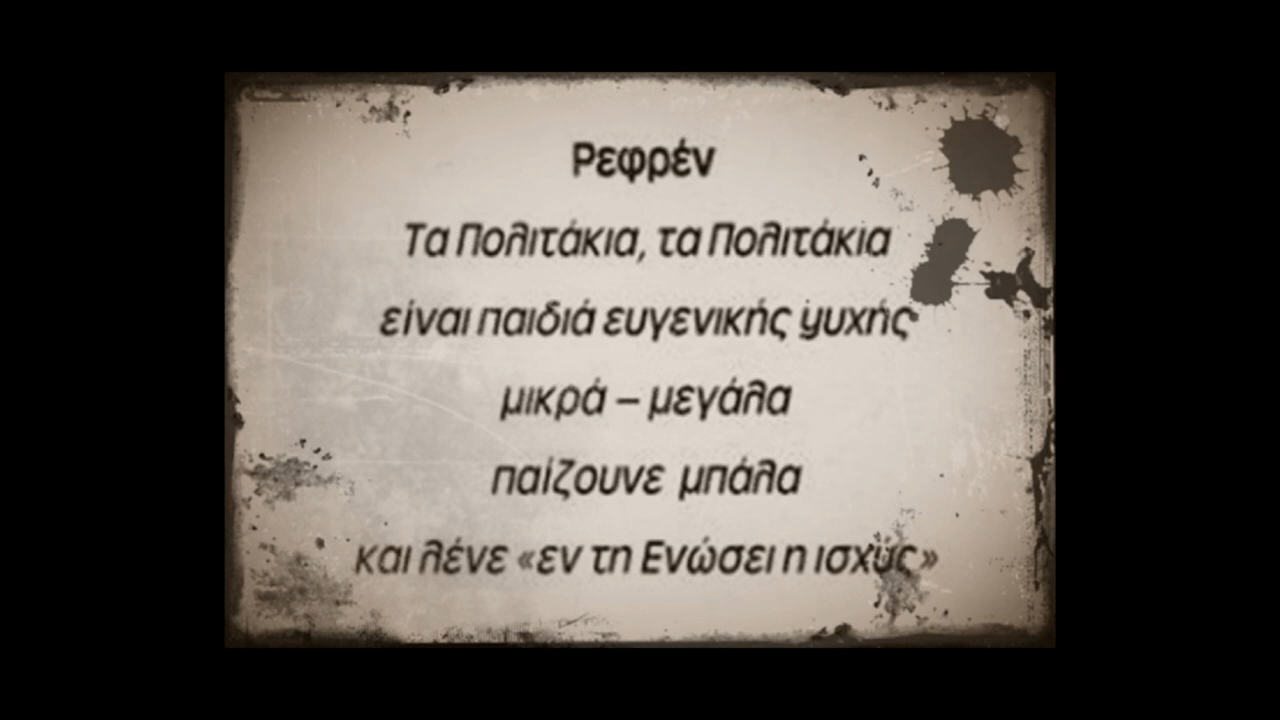 Ρεφρέν
Τα Πολιτάκια, τα Πολιτάκια
είναι παιδιά ευγενικής ψυχής
μικρά – μεγάλα
παίζουνε μπάλα
και λένε «εν τη Ενώσει η ισχύς»